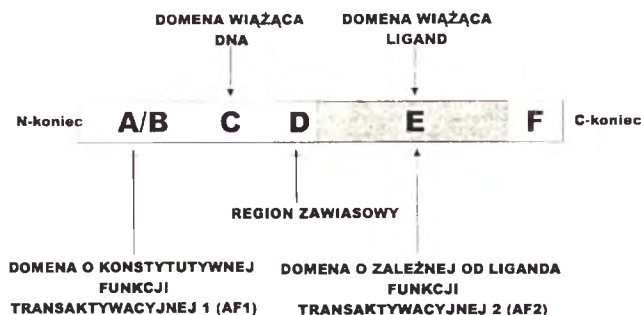 DOMENA WIĄŻĄCA
DNA
DOMENA WIĄŻĄCA
LIGAND
N-koniec A/B C D E F C-koniec
REGION ZAWIASOWY
DOMENA O KONSTYTUTYWNEJ
FUNKCJI
TRANSAKTYWACYJNEJ 1 (AF1)
DOMENA O ZALEŻNEJ OD LIGANDA
FUNKCJI
TRANSAKTYWACYJNEJ 2 (AF2)